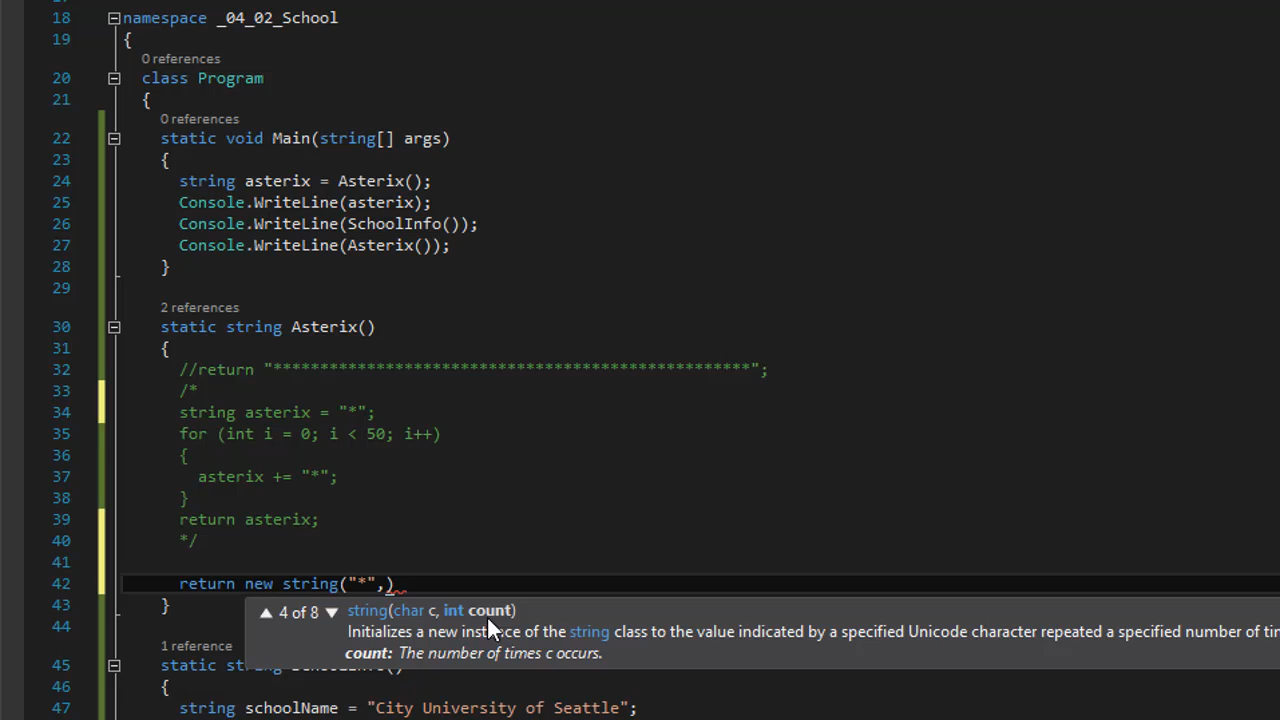 18 namespace _04_02_School
19 {
0 references
20 class Program
21 {
0 references
22 static void Main(string[] args)
23 {
24 string asterix = Asterix();
25 Console.WriteLine(asterix);
26 Console.WriteLine(SchoolInfo());
27 Console.WriteLine(Asterix());
28 }
29
2 references
30 static string Asterix()
31 {
32 //return "***************************************************";
33 /*
34 string asterix = "*";
35 for (int i = 0; i < 50; i++)
36 {
37 asterix += "*";
38 }
39 return asterix;
40 */
41
42 return new string("*",)
43 }
▲ 4 of 8 ▼ string(char c, int count)
44 Initializes a new instance of the string class to the value indicated by a specified Unicode character repeated a specified number of
1 reference count: The number of times c occurs.
45 static
46 {
47 string schoolName = "City University of Seattle";